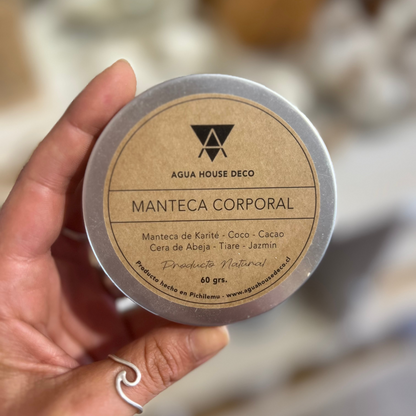 AGUA HOUSE DECO
MANTECA CORPORAL
Manteca de Karité - Coco - Cacao
Cera de Abeja - Tiare - Jazmin
Producto Natural
60 grs.
Producto hecho en Pichilemu - www.aguahousedeco.cl